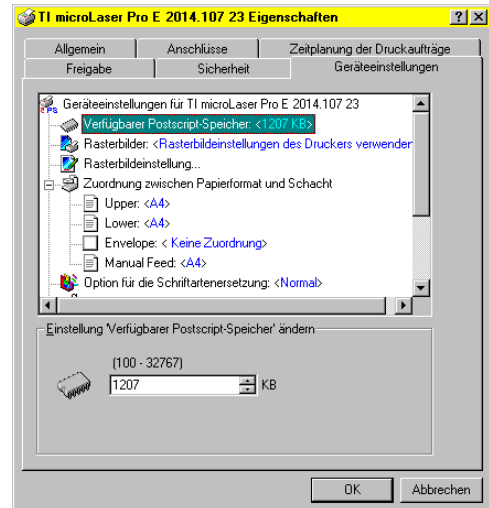 TI microLaser Pro E 2014.107 23 Eigenschaften
Allgemein Anschlüsse Zeitplanung der Druckaufträge
Freigabe Sicherheit Geräteeinstellungen
Geräteeinstellungen für TI microLaser Pro E 2014.107 23
Verfügbarer Postscript-Speicher: <1207 KB>
Rasterbilder: <Rasterbildeinstellungen des Druckers verwenden
Rasterbildeinstellung...
Zuordnung zwischen Papierformat und Schacht
Upper: <A4>
Lower: <A4>
Envelope: < Keine Zuordnung>
Manual Feed: <A4>
Option für die Schriftartenersetzung: <Normal>
Einstellung 'Verfügbarer Postscript-Speicher' ändern
(100 - 32767)
1207 KB
OK Abbrechen